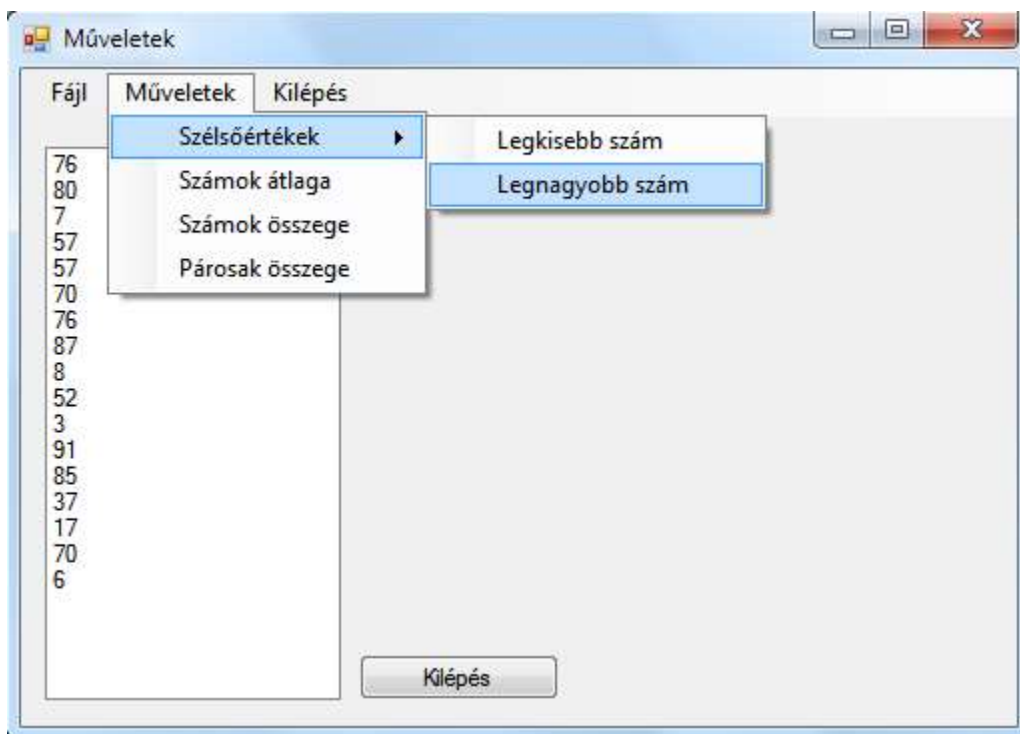 Műveletek
Fájl Műveletek Kilépés
Szélsőértékek
Számok átlaga
Számok összege
Párosak összege
Legkisebb szám
Legnagyobb szám
76
80
7
57
57
70
76
87
8
52
3
91
85
37
17
70
6
Kilépés